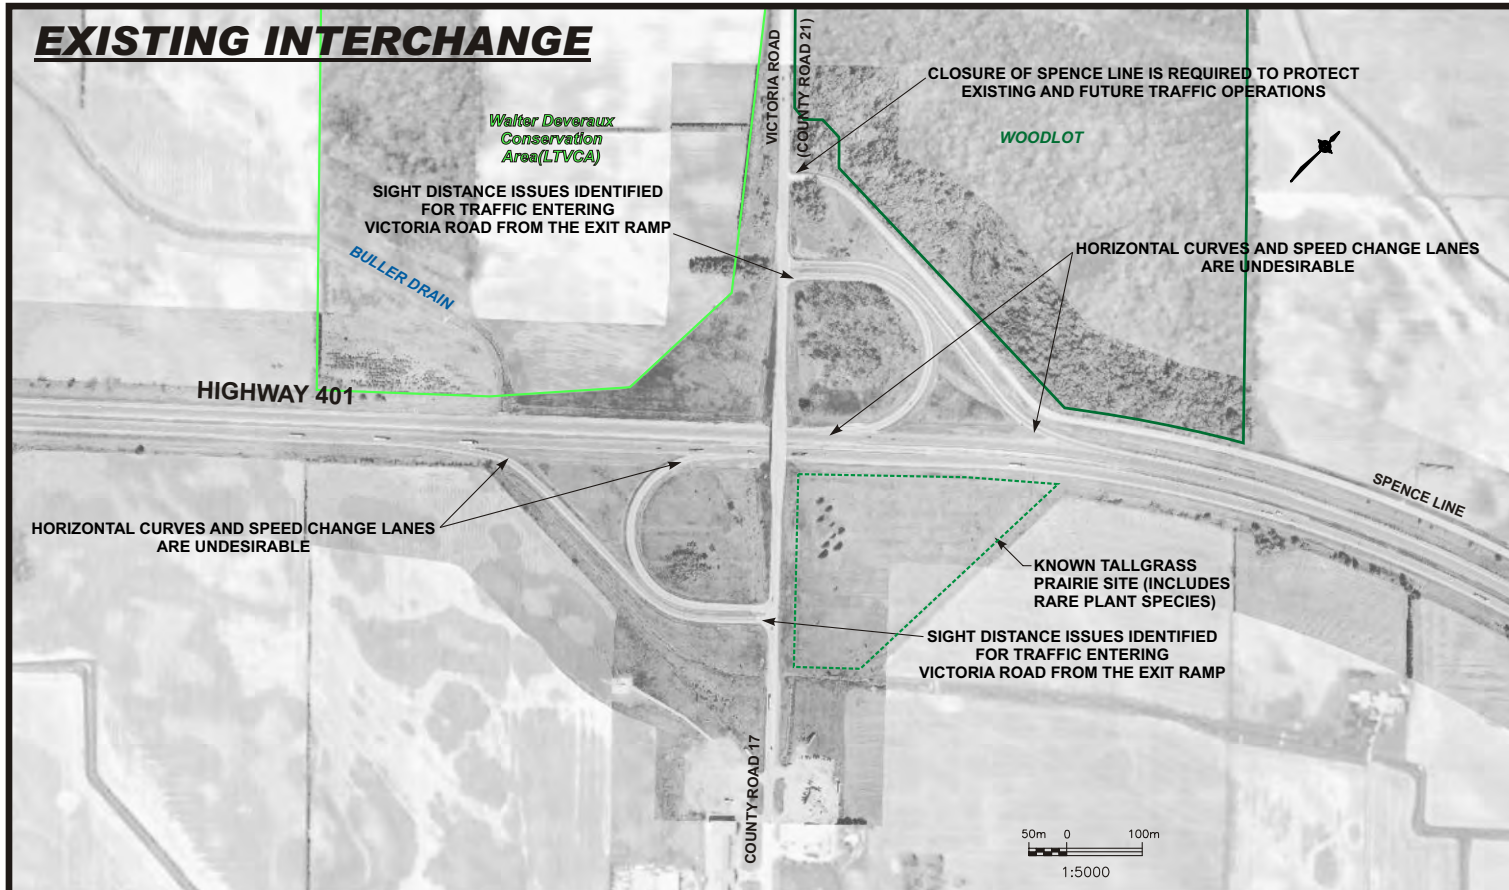 EXISTING INTERCHANGE
VICTORIA ROAD
(COUNTY ROAD 21)
CLOSURE OF SPENCE LINE IS REQUIRED TO PROTECT
EXISTING AND FUTURE TRAFFIC OPERATIONS
Walter Deveraux
Conservation
Area(LTVCA)
WOODLOT
SIGHT DISTANCE ISSUES IDENTIFIED
FOR TRAFFIC ENTERING
VICTORIA ROAD FROM THE EXIT RAMP
BULLER DRAIN
HORIZONTAL CURVES AND SPEED CHANGE LANES
ARE UNDESIRABLE
HIGHWAY 401
SPENCE LINE
HORIZONTAL CURVES AND SPEED CHANGE LANES
ARE UNDESIRABLE
KNOWN TALLGRASS
PRAIRIE SITE (INCLUDES
RARE PLANT SPECIES)
SIGHT DISTANCE ISSUES IDENTIFIED
FOR TRAFFIC ENTERING
VICTORIA ROAD FROM THE EXIT RAMP
COUNTY ROAD 17
50m 0 100m
1:5000